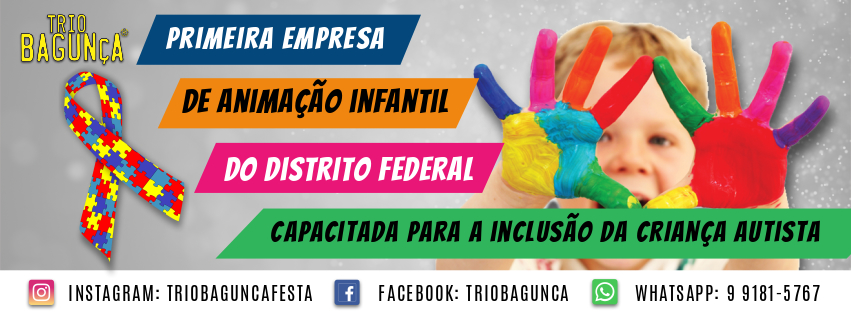 TRIO
BAGUNÇA
PRIMEIRA EMPRESA
DE ANIMAÇÃO INFANTIL
DO DISTRITO FEDERAL
CAPACITADA PARA A INCLUSÃO DA CRIANÇA AUTISTA
INSTAGRAM: TRIOBAGUNCAFESTA FACEBOOK: TRIOBAGUNCA WHATSAPP: 9 9181-5767